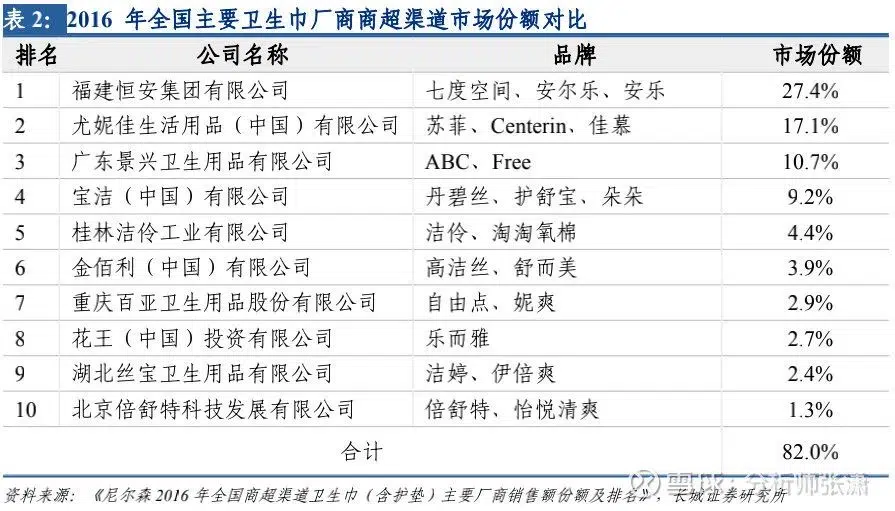 表 2： 2016 年全国主要卫生巾厂商商超渠道市场份额对比
排名 公司名称 品牌 市场份额
1 福建恒安集团有限公司 七度空间、安尔乐、安乐 27.4%
2 尤妮佳生活用品（中国）有限公司 苏菲、Centerin、佳慕 17.1%
3 广东景兴卫生用品有限公司 ABC、Free 10.7%
4 宝洁（中国）有限公司 丹碧丝、护舒宝、朵朵 9.2%
5 桂林洁伶工业有限公司 洁伶、淘淘氧棉 4.4%
6 金佰利（中国）有限公司 高洁丝、舒而美 3.9%
7 重庆百亚卫生用品股份有限公司 自由点、妮爽 2.9%
8 花王（中国）投资有限公司 乐而雅 2.7%
9 湖北丝宝卫生用品有限公司 洁婷、伊倍爽 2.4%
10 北京倍舒特科技发展有限公司 倍舒特、怡悦清爽 1.3%
合计 82.0%
资料来源：《尼尔森 2016 年全国商超渠道卫生巾（含护垫）主要厂商销售额份额及排名》，长城证券研究所
雪球：分析师张潇